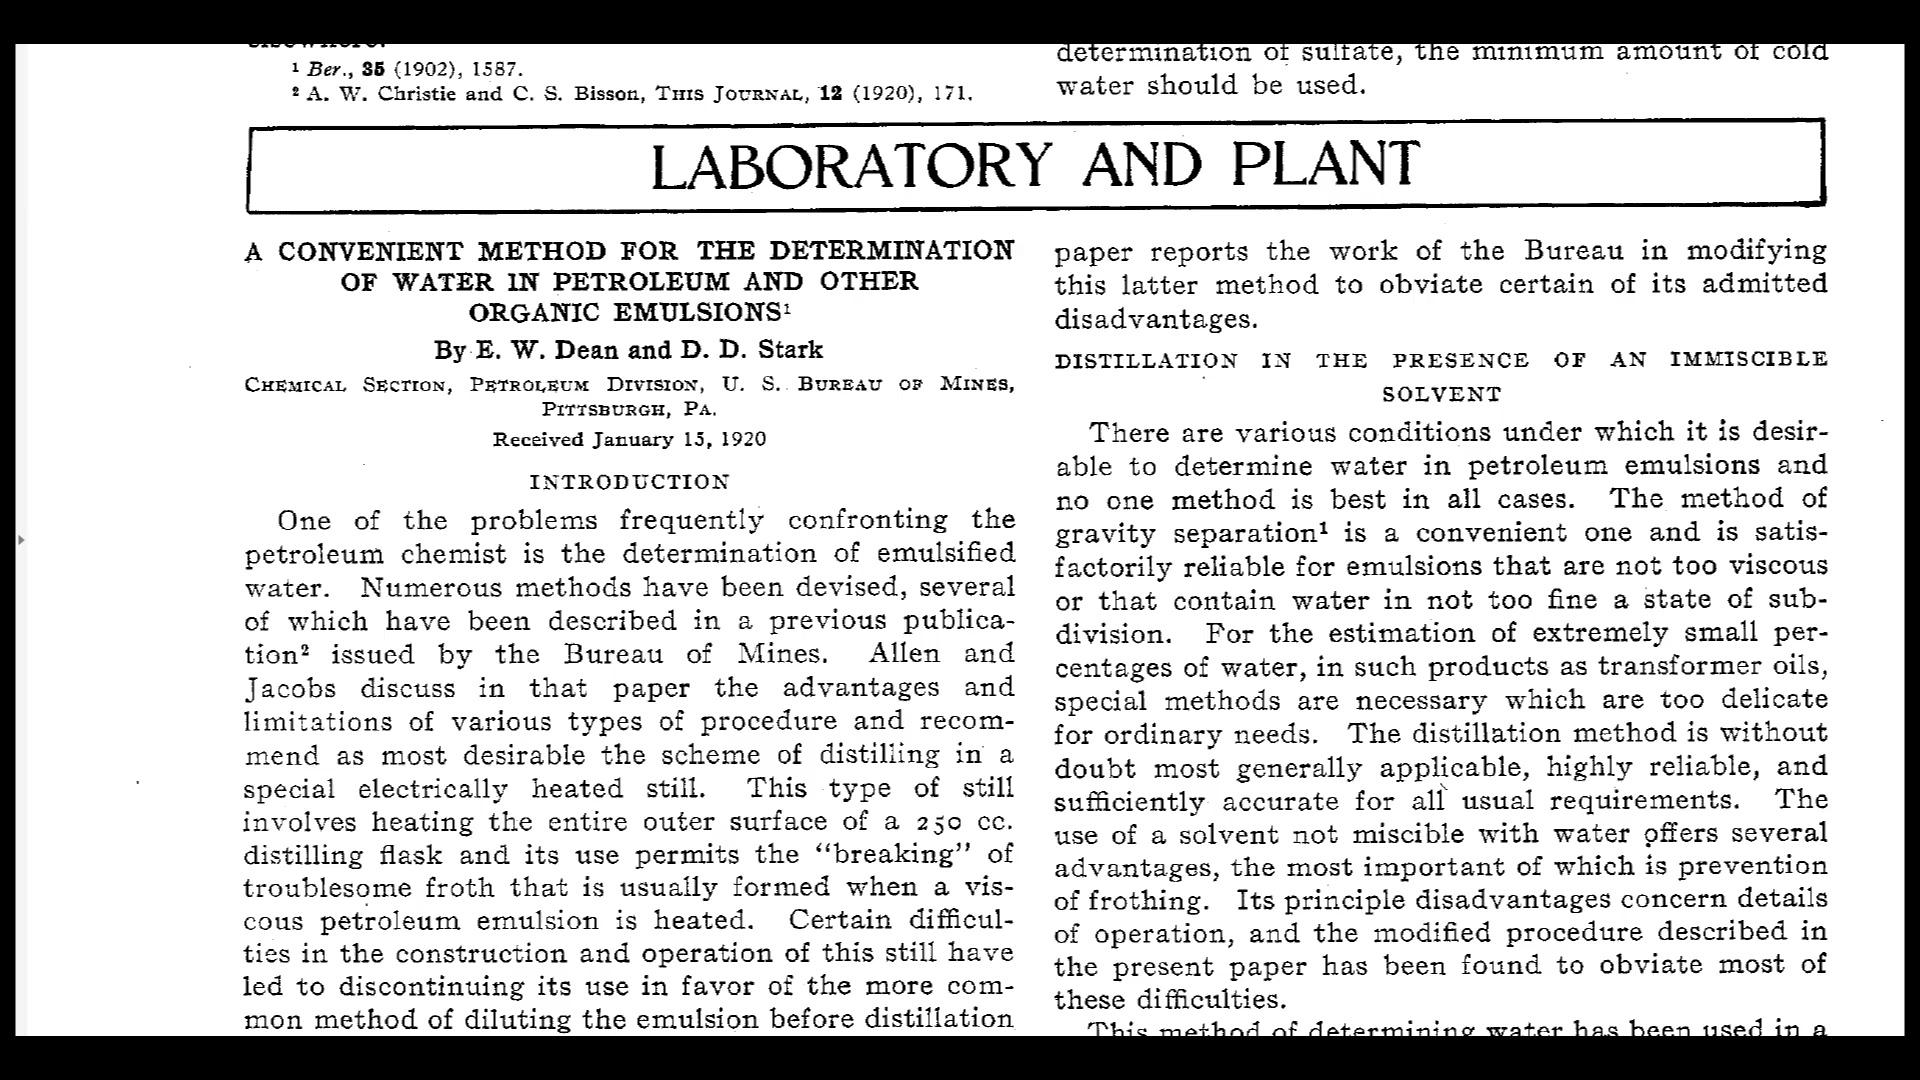 elsewhere.
¹ Ber., 35 (1902), 1587.
² A. W. Christie and C. S. Bisson, THIS JOURNAL, 12 (1920), 171.
determination of sulfate, the minimum amount of cold
water should be used.
LABORATORY AND PLANT
A CONVENIENT METHOD FOR THE DETERMINATION
OF WATER IN PETROLEUM AND OTHER
ORGANIC EMULSIONS¹
By E. W. Dean and D. D. Stark
CHEMICAL SECTION, PETROLEUM DIVISION, U. S. BUREAU OF MINES,
PITTSBURGH, PA.
Received January 15, 1920
INTRODUCTION
One of the problems frequently confronting the
petroleum chemist is the determination of emulsified
water. Numerous methods have been devised, several
of which have been described in a previous publica-
tion² issued by the Bureau of Mines. Allen and
Jacobs discuss in that paper the advantages and
limitations of various types of procedure and recom-
mend as most desirable the scheme of distilling in a
special electrically heated still. This type of still
involves heating the entire outer surface of a 250 cc.
distilling flask and its use permits the “breaking” of
troublesome froth that is usually formed when a vis-
cous petroleum emulsion is heated. Certain difficul-
ties in the construction and operation of this still have
led to discontinuing its use in favor of the more com-
mon method of diluting the emulsion before distillation
paper reports the work of the Bureau in modifying
this latter method to obviate certain of its admitted
disadvantages.
DISTILLATION IN THE PRESENCE OF AN IMMISCIBLE
SOLVENT
There are various conditions under which it is desir-
able to determine water in petroleum emulsions and
no one method is best in all cases. The method of
gravity separation¹ is a convenient one and is satis-
factorily reliable for emulsions that are not too viscous
or that contain water in not too fine a state of sub-
division. For the estimation of extremely small per-
centages of water, in such products as transformer oils,
special methods are necessary which are too delicate
for ordinary needs. The distillation method is without
doubt most generally applicable, highly reliable, and
sufficiently accurate for all usual requirements. The
use of a solvent not miscible with water offers several
advantages, the most important of which is prevention
of frothing. Its principle disadvantages concern details
of operation, and the modified procedure described in
the present paper has been found to obviate most of
these difficulties.
This method of determining water has been used in a